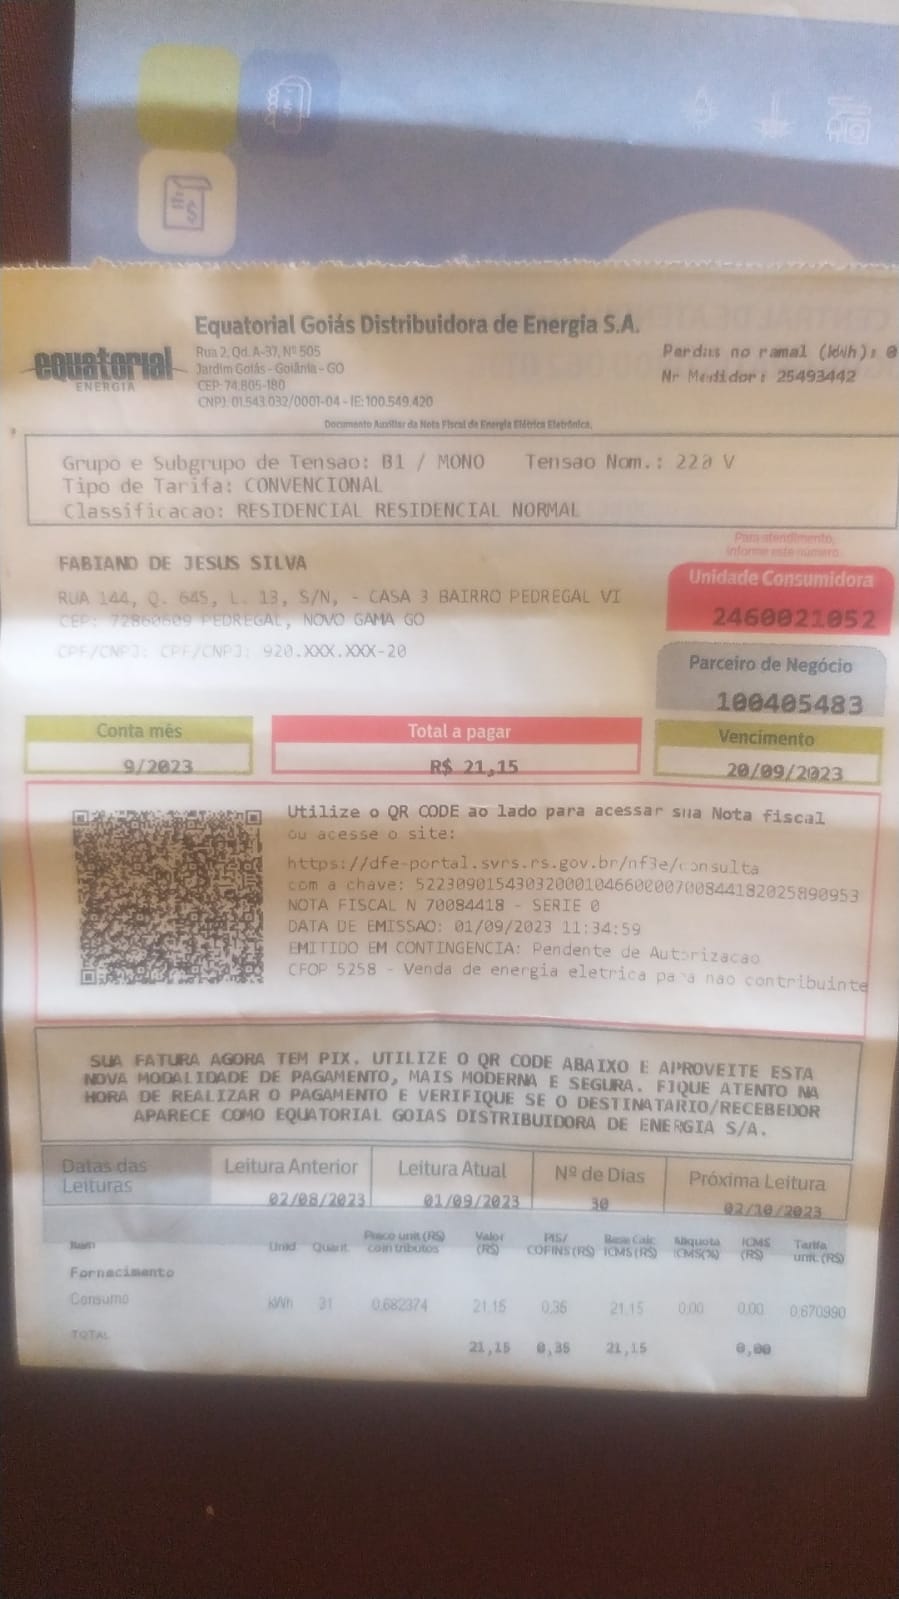 Equatorial Goiás Distribuidora de Energia S.A.
equatorial
ENERGIA
Rua 2, Qd. A-37, Nº 505
Jardim Goiás - Goiânia - GO
CEP: 74.805-180
CNPJ: 01.543.032/0001-04 - IE: 100.549.420
Perdas no ramal (kWh): 0
Nr Medidor: 25493442
Documento Auxiliar da Nota Fiscal de Energia Elétrica Eletrônica.
Grupo e Subgrupo de Tensao: B1 / MONO Tensao Nom.: 220 V
Tipo de Tarifa: CONVENCIONAL
Classificacao: RESIDENCIAL RESIDENCIAL NORMAL
Para atendimento,
informe este número.
FABIANO DE JESUS SILVA
RUA 144, Q. 645, L. 13, S/N, - CASA 3 BAIRRO PEDREGAL VI
CEP: 72860609 PEDREGAL, NOVO GAMA GO
CPF/CNPJ: CPF/CNPJ: 920.XXX.XXX-20
Unidade Consumidora
2460021052
Parceiro de Negócio
100405483
Conta mês
9/2023
Total a pagar
R$ 21,15
Vencimento
20/09/2023
Utilize o QR CODE ao lado para acessar sua Nota fiscal
ou acesse o site:
https://dfe-portal.svrs.rs.gov.br/nf3e/consulta
com a chave: 52230901543032000104660000700844182025890953
NOTA FISCAL N 70084418 - SERIE 0
DATA DE EMISSAO: 01/09/2023 11:34:59
EMITIDO EM CONTINGENCIA: Pendente de Autorizacao
CFOP 5258 - Venda de energia eletrica para nao contribuinte
SUA FATURA AGORA TEM PIX. UTILIZE O QR CODE ABAIXO E APROVEITE ESTA
NOVA MODALIDADE DE PAGAMENTO, MAIS MODERNA E SEGURA. FIQUE ATENTO NA
HORA DE REALIZAR O PAGAMENTO E VERIFIQUE SE O DESTINATARIO/RECEBEDOR
APARECE COMO EQUATORIAL GOIAS DISTRIBUIDORA DE ENERGIA S/A.
Datas das Leituras
Leitura Anterior Leitura Atual Nº de Dias Próxima Leitura
02/08/2023 01/09/2023 30 02/10/2023
Item Unid Quant. Preço unit (R$) com tributos Valor (R$) PIS/COFINS (R$) Base Calc ICMS (R$) Alíquota ICMS(%) ICMS (R$) Tarifa unit. (R$)
Fornecimento
Consumo kWh 31 0,682374 21,15 0,35 21,15 0,00 0,00 0,670990
TOTAL 21,15 0,35 21,15 0,00